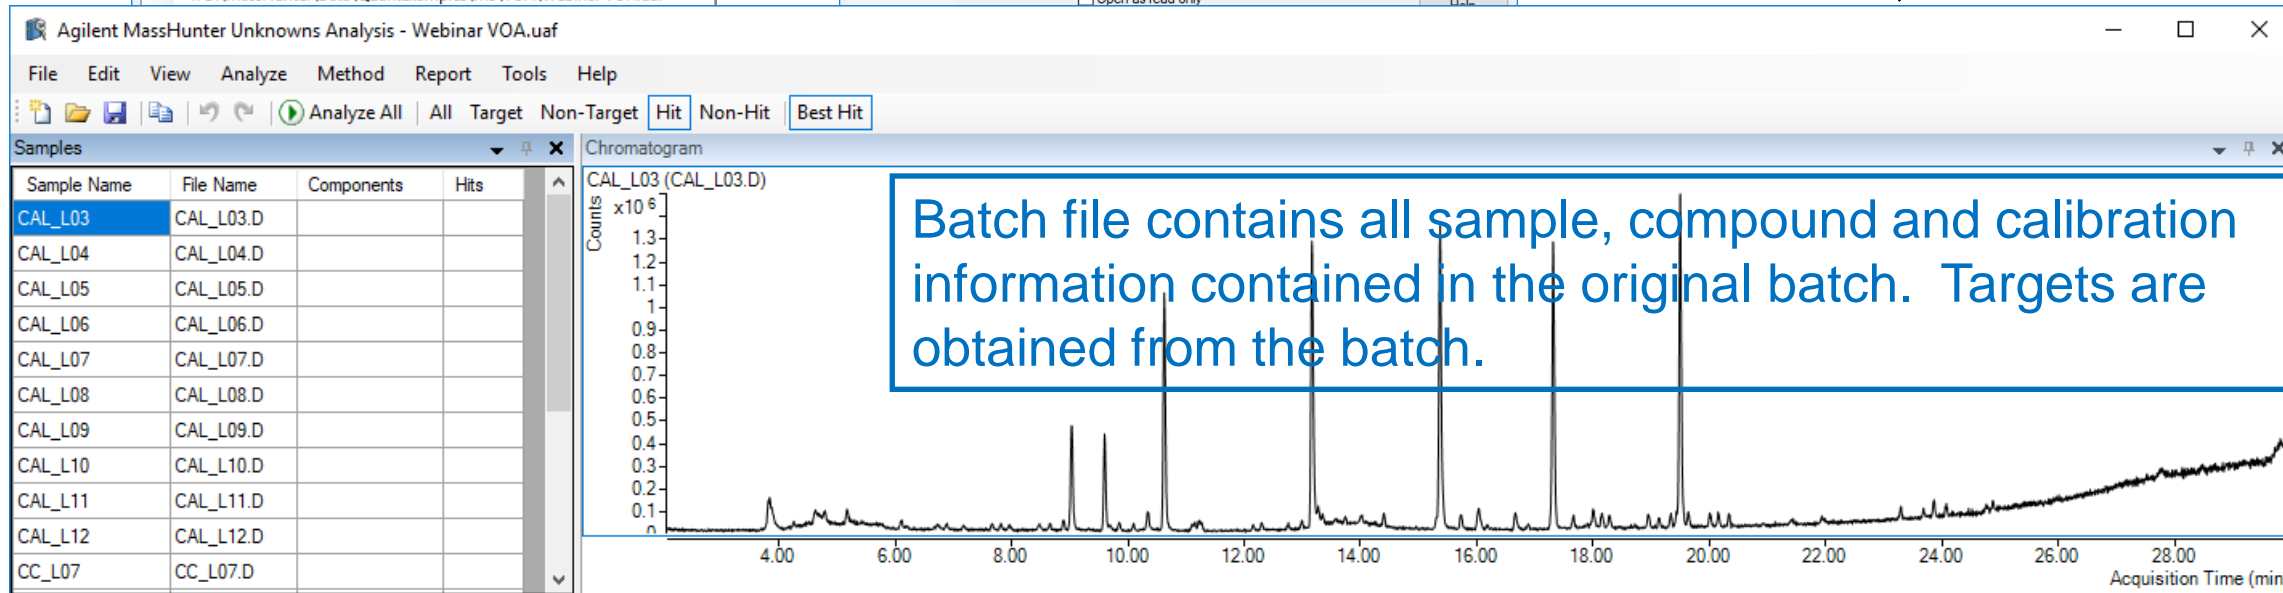 Open as read only
Help
Agilent MassHunter Unknowns Analysis - Webinar VOA.uaf
File Edit View Analyze Method Report Tools Help
Analyze All All Target Non-Target Hit Non-Hit Best Hit
Samples
Sample Name File Name Components Hits
CAL_L03 CAL_L03.D
CAL_L04 CAL_L04.D
CAL_L05 CAL_L05.D
CAL_L06 CAL_L06.D
CAL_L07 CAL_L07.D
CAL_L08 CAL_L08.D
CAL_L09 CAL_L09.D
CAL_L10 CAL_L10.D
CAL_L11 CAL_L11.D
CAL_L12 CAL_L12.D
CC_L07 CC_L07.D
Chromatogram
CAL_L03 (CAL_L03.D)
Counts
x10 6
1.3
1.2
1.1
1
0.9
0.8
0.7
0.6
0.5
0.4
0.3
0.2
0.1
0
Batch file contains all sample, compound and calibration
information contained in the original batch. Targets are
obtained from the batch.
4.00 6.00 8.00 10.00 12.00 14.00 16.00 18.00 20.00 22.00 24.00 26.00 28.00
Acquisition Time (min